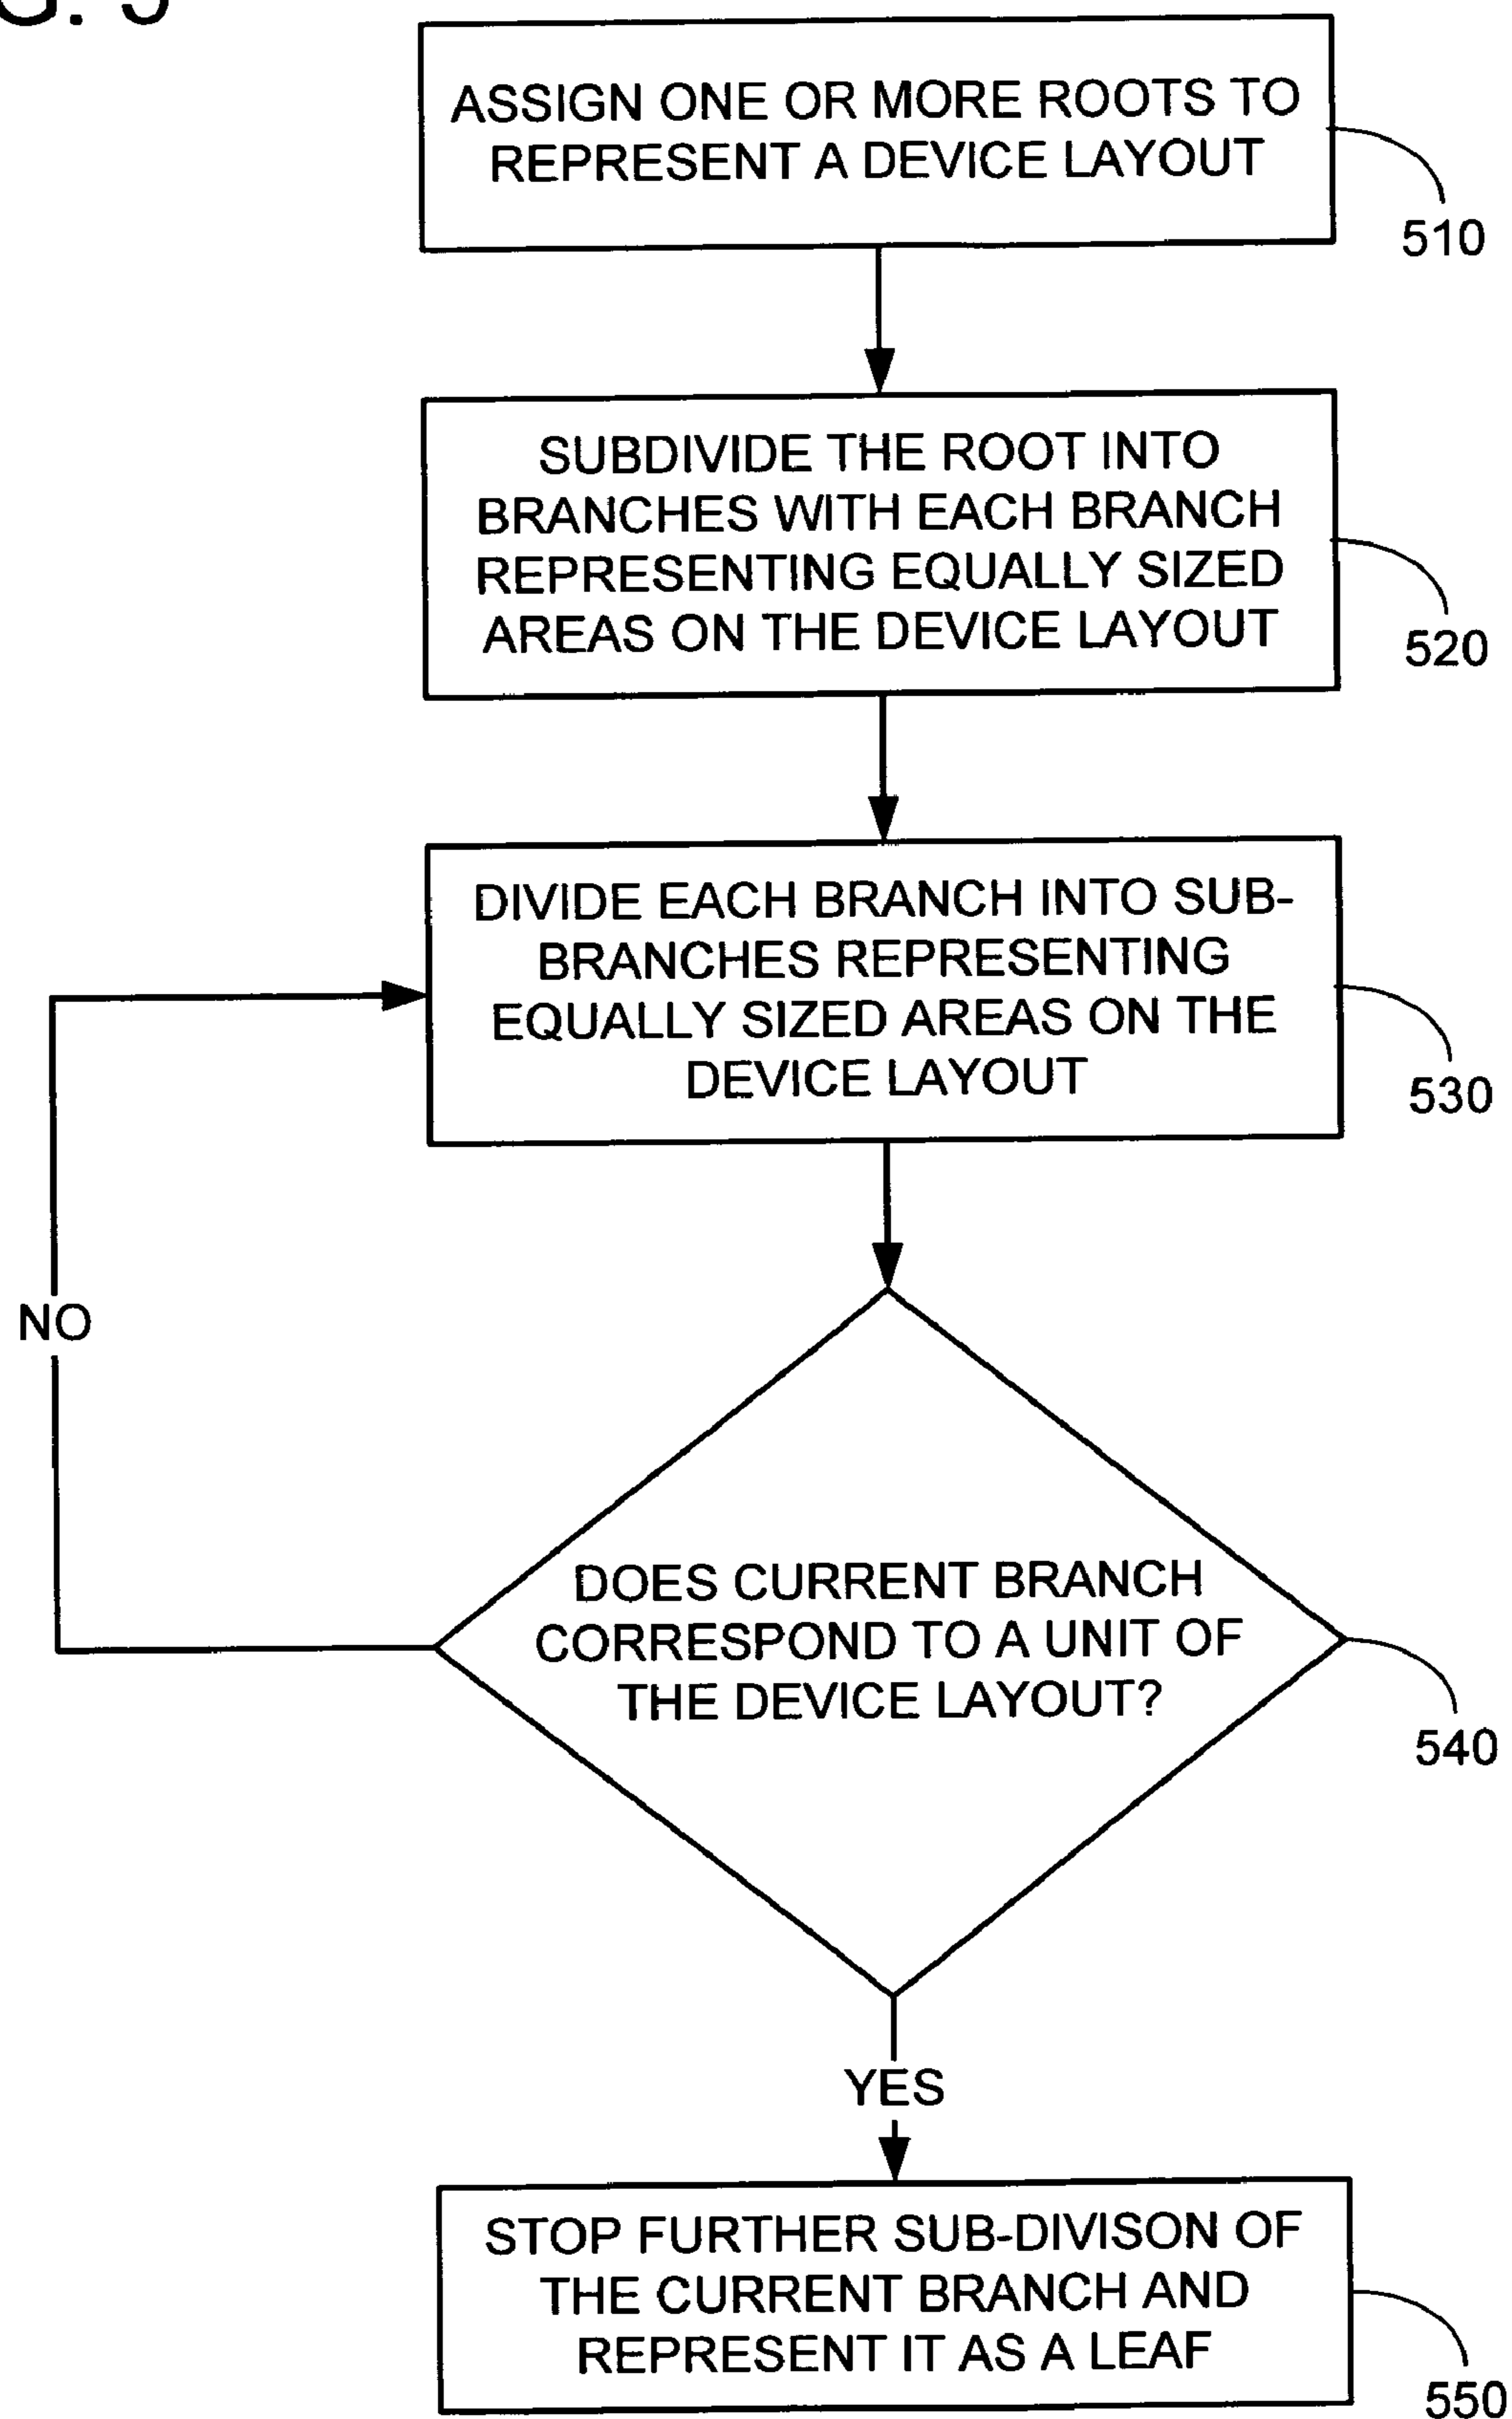 G. 5
ASSIGN ONE OR MORE ROOTS TO
REPRESENT A DEVICE LAYOUT
510
SUBDIVIDE THE ROOT INTO
BRANCHES WITH EACH BRANCH
REPRESENTING EQUALLY SIZED
AREAS ON THE DEVICE LAYOUT
520
DIVIDE EACH BRANCH INTO SUB-
BRANCHES REPRESENTING
EQUALLY SIZED AREAS ON THE
DEVICE LAYOUT
530
NO
DOES CURRENT BRANCH
CORRESPOND TO A UNIT OF
THE DEVICE LAYOUT?
540
YES
STOP FURTHER SUB-DIVISON OF
THE CURRENT BRANCH AND
REPRESENT IT AS A LEAF
550